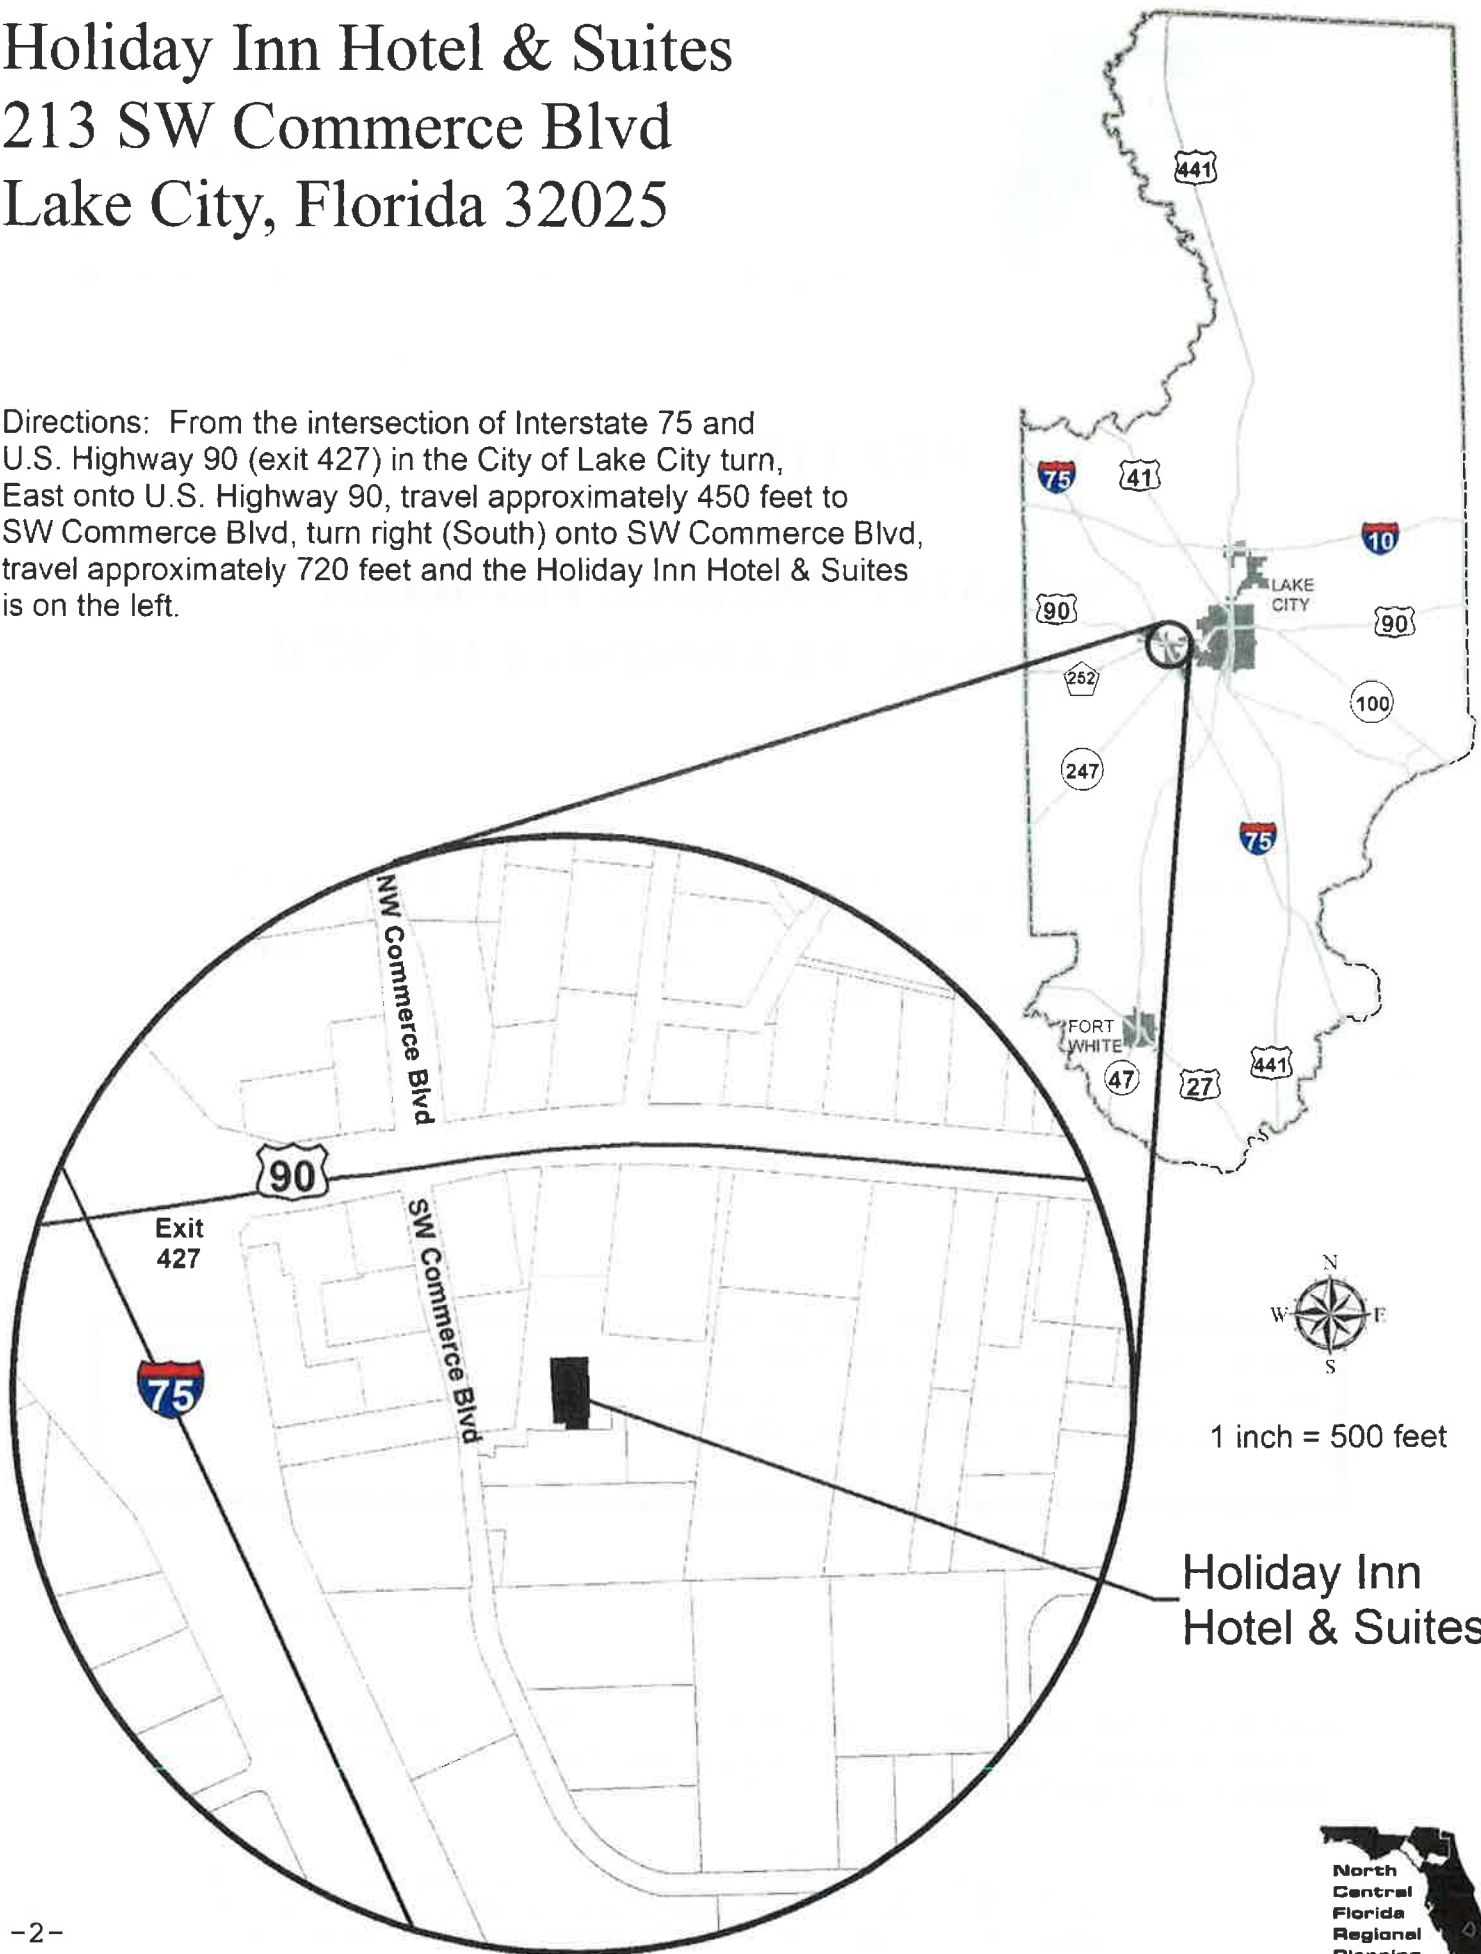 Holiday Inn Hotel & Suites
213 SW Commerce Blvd
Lake City, Florida 32025
Directions: From the intersection of Interstate 75 and
U.S. Highway 90 (exit 427) in the City of Lake City turn,
East onto U.S. Highway 90, travel approximately 450 feet to
SW Commerce Blvd, turn right (South) onto SW Commerce Blvd,
travel approximately 720 feet and the Holiday Inn Hotel & Suites
is on the left.
441
75
41
10
LAKE
CITY
90
90
252
100
247
75
FORT
WHITE
47
27
441
NW Commerce Blvd
90
Exit
427
SW Commerce Blvd
75
N
W
E
S
1 inch = 500 feet
Holiday Inn
Hotel & Suites
North
Central
Florida
Regional
-2-